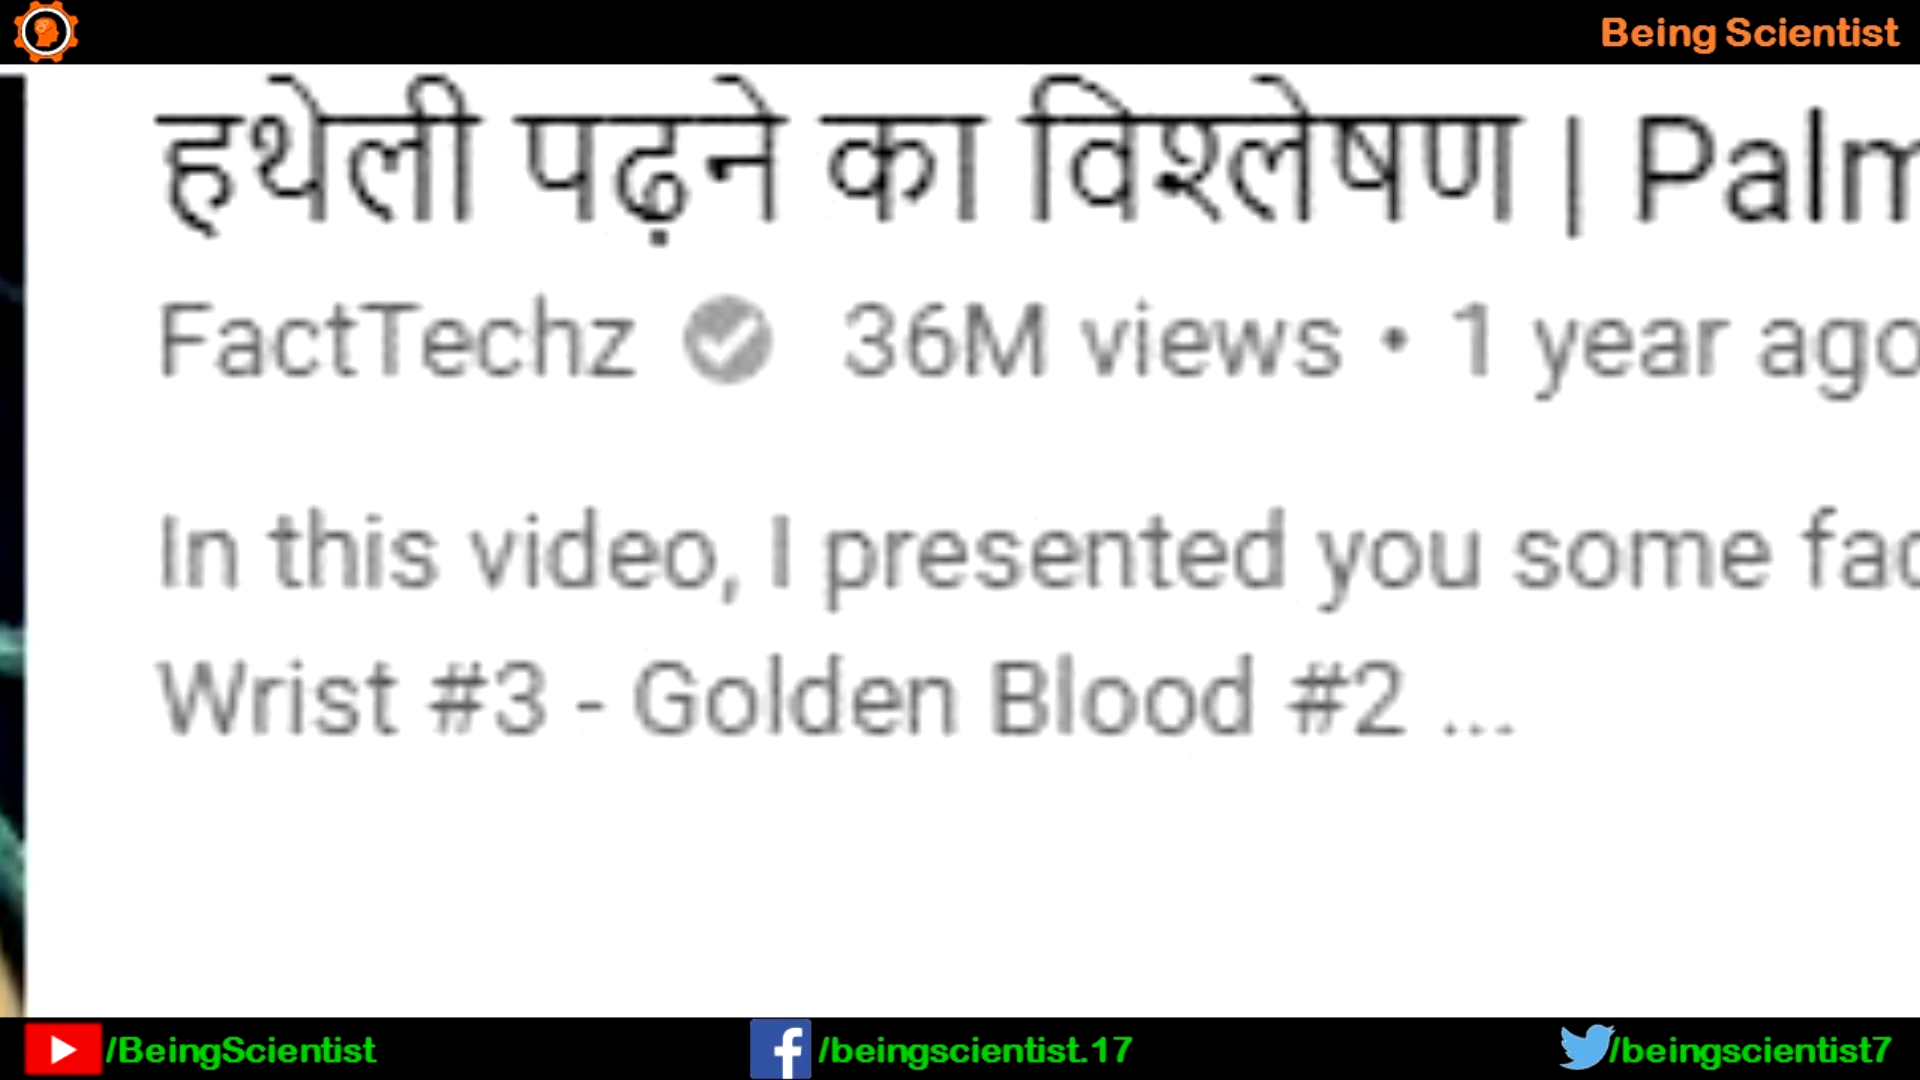 Being Scientist
हथेली पढ़ने का विश्लेषण | Palm
FactTechz 36M views • 1 year ago
In this video, I presented you some fac
Wrist #3 - Golden Blood #2 ...
/BeingScientist /beingscientist.17 /beingscientist7